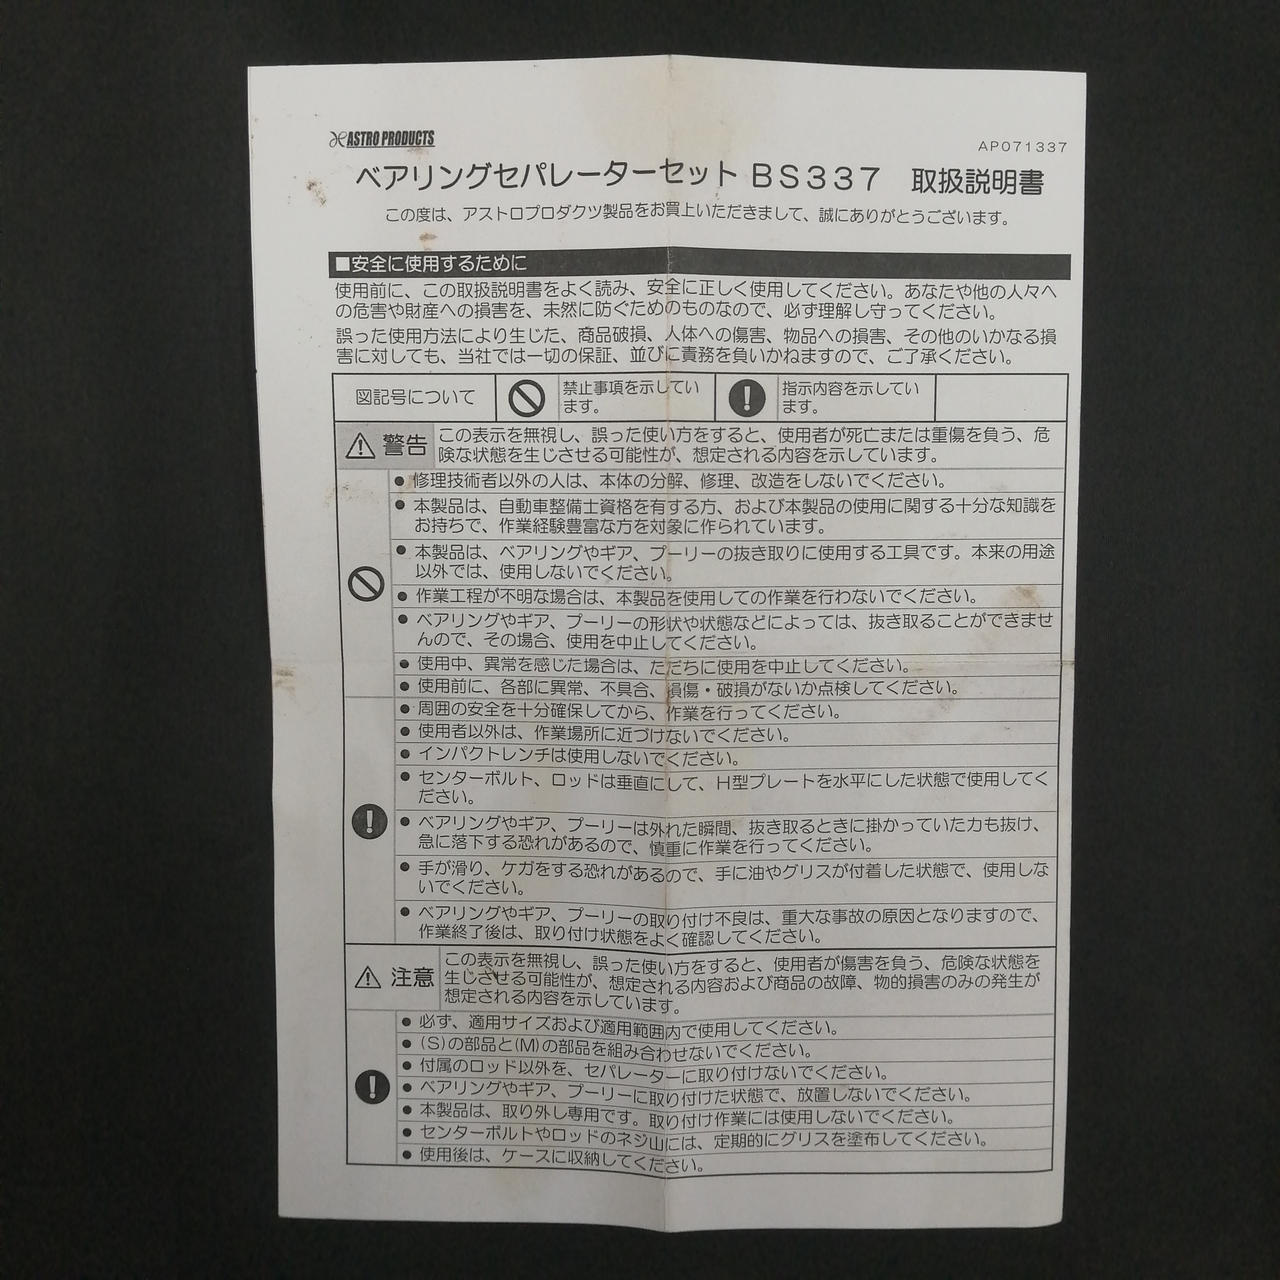 ASTRO PRODUCTS
AP071337
ベアリングセパレーターセット BS337 取扱説明書
この度は、アストロプロダクツ製品をお買上いただきまして、誠にありがとうございます。
■安全に使用するために
使用前に、この取扱説明書をよく読み、安全に正しく使用してください。あなたや他の人々へ
の危害や財産への損害を、未然に防ぐためのものなので、必ず理解し守ってください。
誤った使用方法により生じた、商品破損、人体への傷害、物品への損害、その他のいかなる損
害に対しても、当社では一切の保証、並びに責務を負いかねますので、ご了承ください。
図記号について
禁止事項を示してい
ます。
指示内容を示してい
ます。
警告
この表示を無視し、誤った使い方をすると、使用者が死亡または重傷を負う、危
険な状態を生じさせる可能性が、想定される内容を示しています。
● 修理技術者以外の人は、本体の分解、修理、改造をしないでください。
● 本製品は、自動車整備士資格を有する方、および本製品の使用に関する十分な知識を
お持ちで、作業経験豊富な方を対象に作られています。
● 本製品は、ベアリングやギア、プーリーの抜き取りに使用する工具です。本来の用途
以外では、使用しないでください。
● 作業工程が不明な場合は、本製品を使用しての作業を行わないでください。
● ベアリングやギア、プーリーの形状や状態などによっては、抜き取ることができませ
んので、その場合、使用を中止してください。
● 使用中、異常を感じた場合は、ただちに使用を中止してください。
● 使用前に、各部に異常、不具合、損傷・破損がないか点検してください。
● 周囲の安全を十分確保してから、作業を行ってください。
● 使用者以外は、作業場所に近づけないでください。
● インパクトレンチは使用しないでください。
● センターボルト、ロッドは垂直にして、H型プレートを水平にした状態で使用してく
ださい。
● ベアリングやギア、プーリーは外れた瞬間、抜き取るときに掛かっていた力も抜け、
急に落下する恐れがあるので、慎重に作業を行ってください。
● 手が滑り、ケガをする恐れがあるので、手に油やグリスが付着した状態で、使用しな
いでください。
● ベアリングやギア、プーリーの取り付け不良は、重大な事故の原因となりますので、
作業終了後は、取り付け状態をよく確認してください。
注意
この表示を無視し、誤った使い方をすると、使用者が傷害を負う、危険な状態を
生じさせる可能性が、想定される内容および商品の故障、物的損害のみの発生が
想定される内容を示しています。
● 必ず、適用サイズおよび適用範囲内で使用してください。
● (S)の部品と(M)の部品を組み合わせないでください。
● 付属のロッド以外を、セパレーターに取り付けないでください。
● ベアリングやギア、プーリーに取り付けた状態で、放置しないでください。
● 本製品は、取り外し専用です。取り付け作業には使用しないでください。
● センターボルトやロッドのネジ山には、定期的にグリスを塗布してください。
● 使用後は、ケースに収納してください。